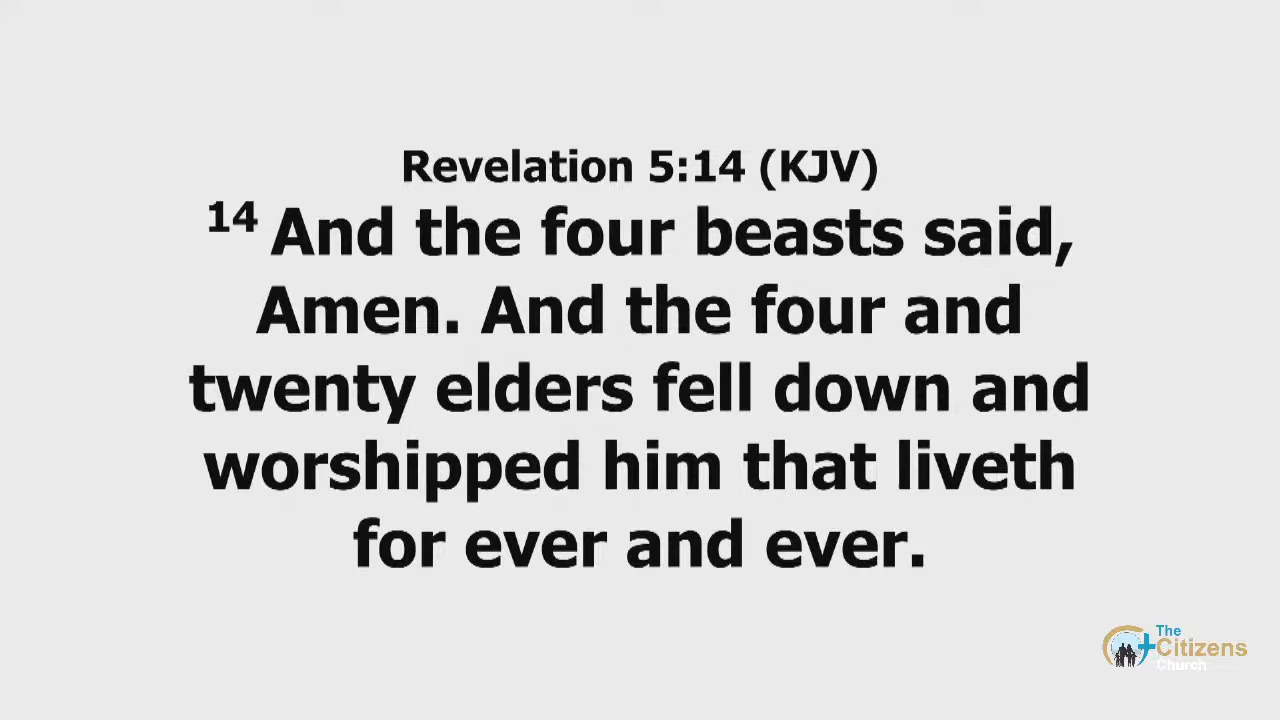 Revelation 5:14 (KJV)
14 And the four beasts said,
Amen. And the four and
twenty elders fell down and
worshipped him that liveth
for ever and ever.
The
Citizens
Church